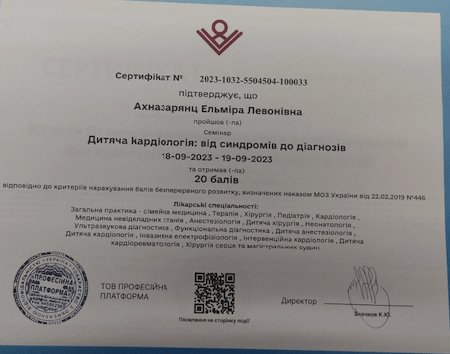 Сертифікат № 2023-1032-5504504-100033
підтверджує, що
Ахназарянц Ельміра Левонівна
пройшов (-ла)
Семінар
Дитяча кардіологія: від синдромів до діагнозів
18-09-2023 - 19-09-2023
та отримав (-ла)
20 балів
відповідно до критеріїв нарахування балів безперервного розвитку, визначених наказом МОЗ України від 22.02.2019 №446
Лікарські спеціальності:
Загальна практика - сімейна медицина , Терапія , Хірургія , Педіатрія , Кардіологія ,
Медицина невідкладних станів , Анестезіологія , Дитяча хірургія , Неонатологія ,
Ультразвукова діагностика , Функціональна діагностика , Дитяча анестезіологія ,
Дитяча кардіологія , Інвазивна електрофізіологія , Інтервенційна кардіологія , Дитяча
кардіоревматологія , Хірургія серця та магістральних судин
ПРОФЕСІЙНА
ПЛАТФОРМА
ТОВ ПРОФЕСІЙНА
ПЛАТФОРМА
Посилання на сторінку події
Директор
Значков К.Ю.